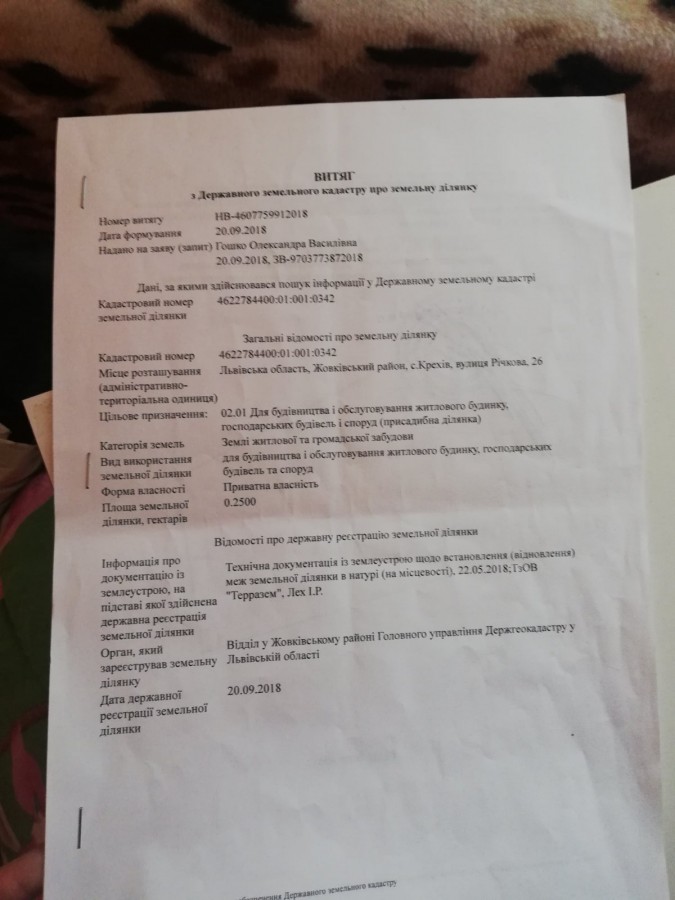 ВИТЯГ
з Державного земельного кадастру про земельну ділянку
Номер витягу НВ-4607759912018
Дата формування 20.09.2018
Надано на заяву (запит) Гошко Олександра Василівна
20.09.2018, ЗВ-9703773872018
Дані, за якими здійснювався пошук інформації у Державному земельному кадастрі
Кадастровий номер 4622784400:01:001:0342
земельної ділянки
Загальні відомості про земельну ділянку
Кадастровий номер 4622784400:01:001:0342
Місце розташування Львівська область, Жовківський район, с.Крехів, вулиця Річкова, 26
(адміністративно-
територіальна одиниця)
Цільове призначення: 02.01 Для будівництва і обслуговування житлового будинку,
господарських будівель і споруд (присадибна ділянка)
Категорія земель Землі житлової та громадської забудови
Вид використання для будівництва і обслуговування житлового будинку, господарських
земельної ділянки будівель та споруд
Форма власності Приватна власність
Площа земельної 0.2500
ділянки, гектарів
Відомості про державну реєстрацію земельної ділянки
Інформація про Технічна документація із землеустрою щодо встановлення (відновлення)
документацію із меж земельної ділянки в натурі (на місцевості), 22.05.2018;ТзОВ
землеустрою, на "Терразем", Лех І.Р.
підставі якої здійснена
державна реєстрація
земельної ділянки
Орган, який Відділ у Жовківському районі Головного управління Держгеокадастру у
зареєстрував земельну Львівській області
ділянку
Дата державної 20.09.2018
реєстрації земельної
ділянки
Державного земельного кадастру